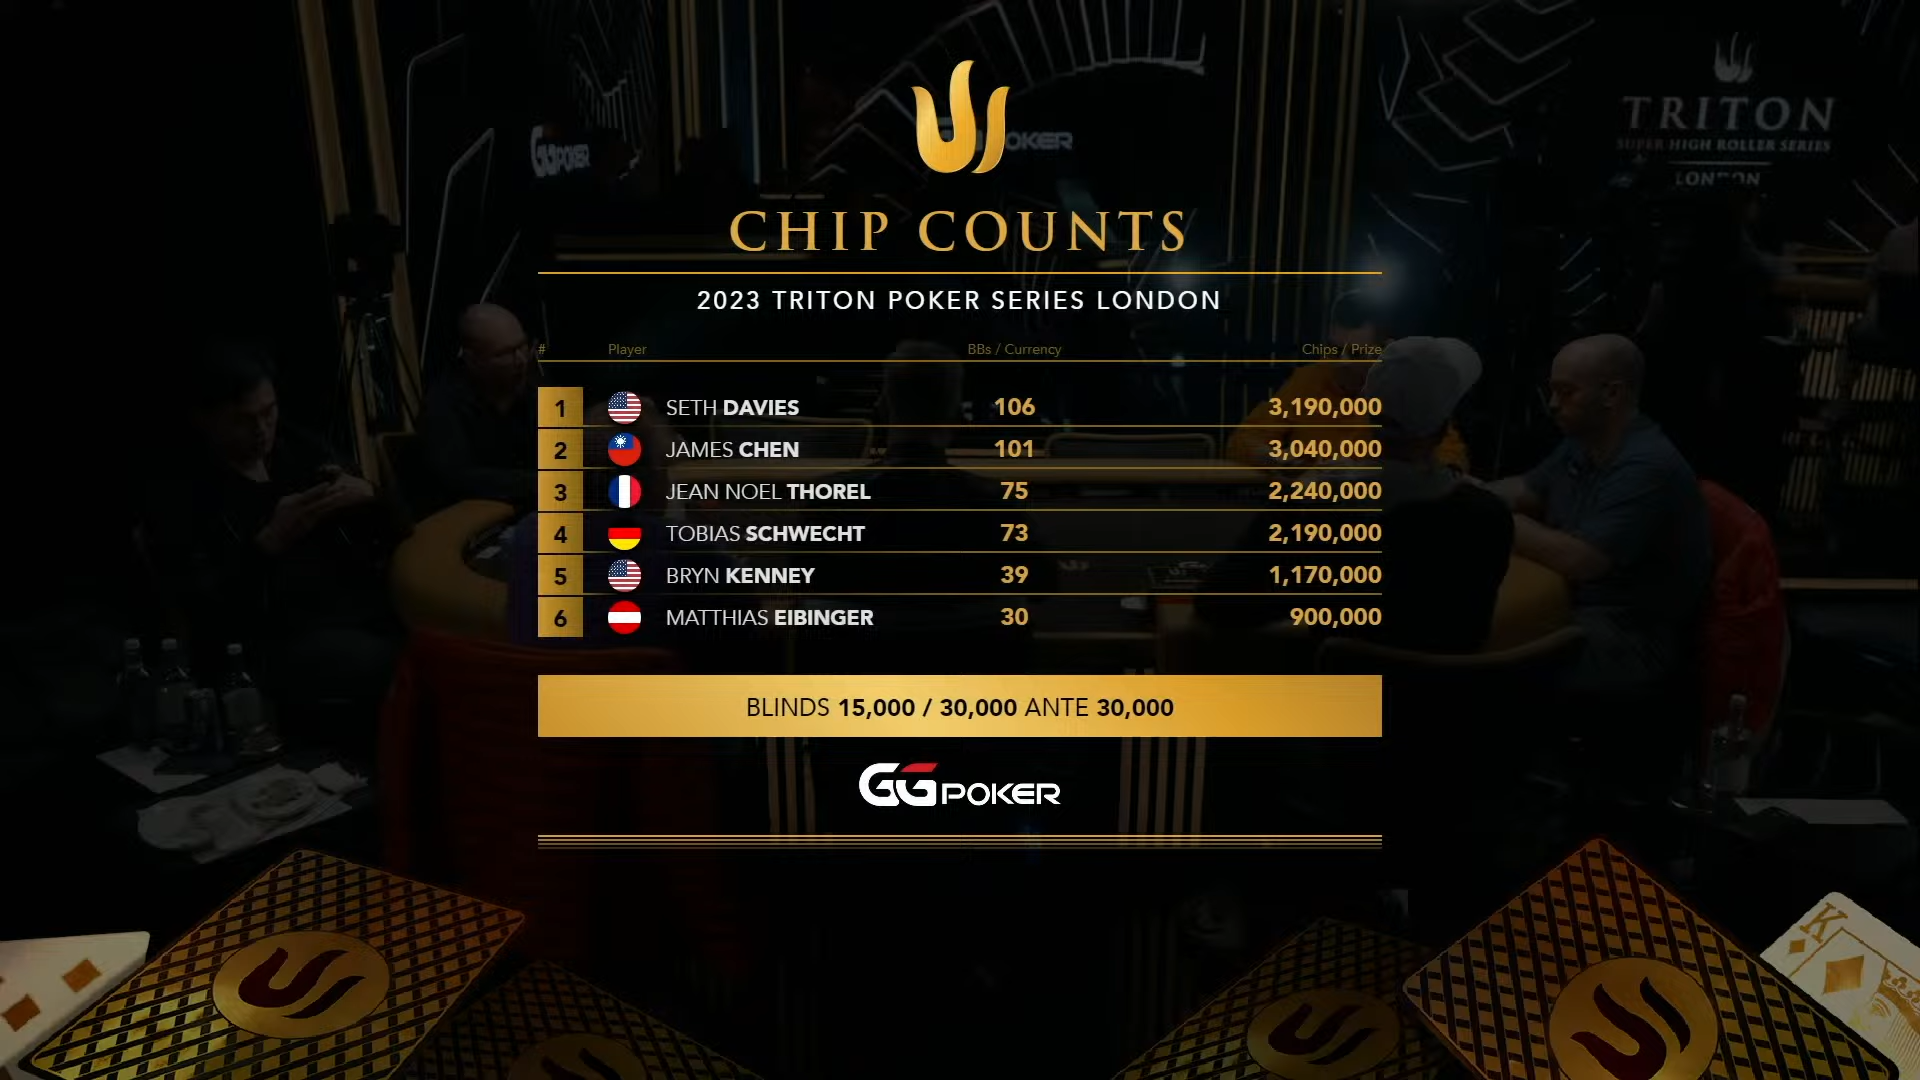 GGPOKER
OKER
TRITON
SUPER HIGH ROLLER SERIES
LONDON
CHIP COUNTS
2023 TRITON POKER SERIES LONDON
# Player BBs / Currency Chips / Prize
1 SETH DAVIES 106 3,190,000
2 JAMES CHEN 101 3,040,000
3 JEAN NOEL THOREL 75 2,240,000
4 TOBIAS SCHWECHT 73 2,190,000
5 BRYN KENNEY 39 1,170,000
6 MATTHIAS EIBINGER 30 900,000
BLINDS 15,000 / 30,000 ANTE 30,000
GGPOKER
K